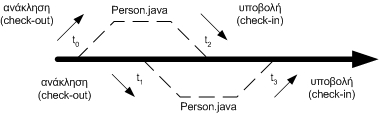 ανάκληση
(check-out)
Person.java
υποβολή
(check-in)
t0
t2
ανάκληση
(check-out)
t1
Person.java
t3
υποβολή
(check-in)